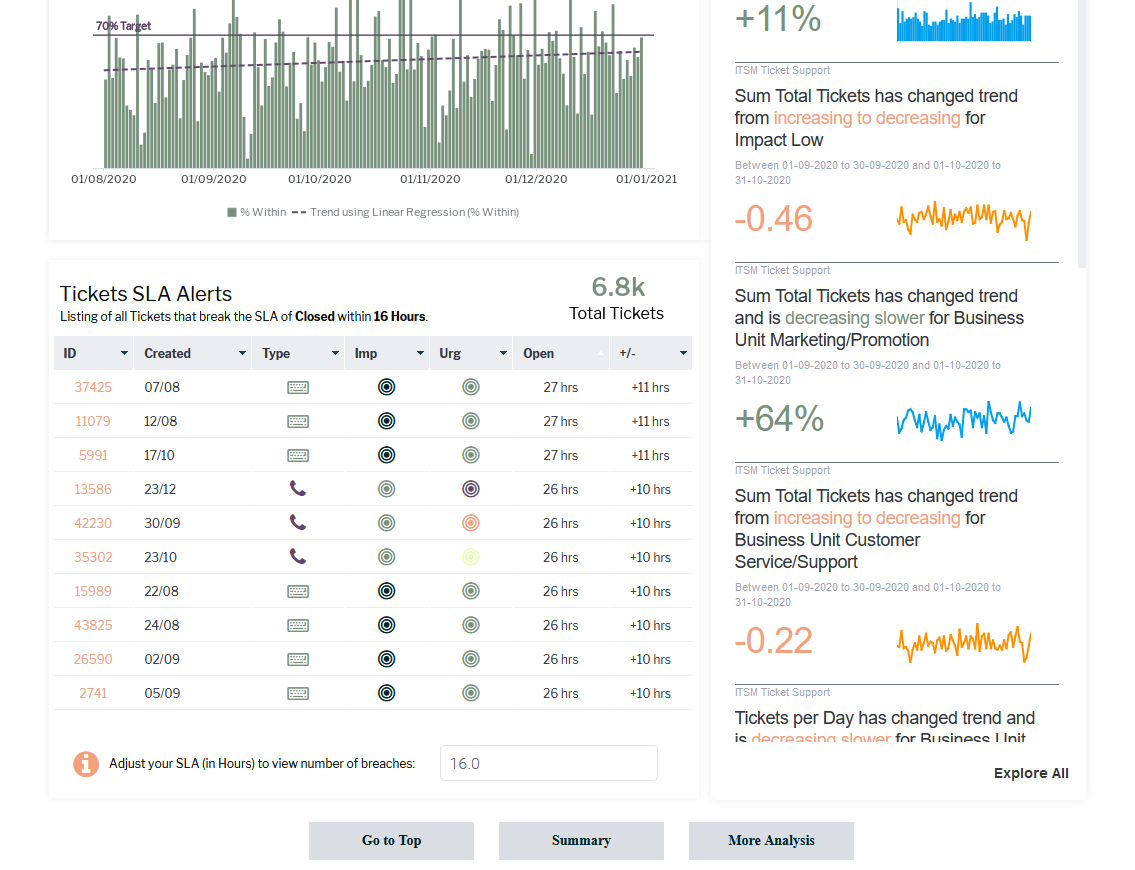 70% Target
01/08/2020 01/09/2020 01/10/2020 01/11/2020 01/12/2020 01/01/2021
% Within Trend using Linear Regression (% Within)
Tickets SLA Alerts
Listing of all Tickets that break the SLA of Closed within 16 Hours.
6.8k
Total Tickets
ID Created Type Imp Urg Open +/-
37425 07/08 27 hrs +11 hrs
11079 12/08 27 hrs +11 hrs
5991 17/10 27 hrs +11 hrs
13586 23/12 26 hrs +10 hrs
42230 30/09 26 hrs +10 hrs
35302 23/10 26 hrs +10 hrs
15989 22/08 26 hrs +10 hrs
43825 24/08 26 hrs +10 hrs
26590 02/09 26 hrs +10 hrs
2741 05/09 26 hrs +10 hrs
Adjust your SLA (in Hours) to view number of breaches: 16.0
+11%
ITSM Ticket Support
Sum Total Tickets has changed trend
from increasing to decreasing for
Impact Low
Between 01-09-2020 to 30-09-2020 and 01-10-2020 to
31-10-2020
-0.46
ITSM Ticket Support
Sum Total Tickets has changed trend
and is decreasing slower for Business
Unit Marketing/Promotion
Between 01-09-2020 to 30-09-2020 and 01-10-2020 to
31-10-2020
+64%
ITSM Ticket Support
Sum Total Tickets has changed trend
from increasing to decreasing for
Business Unit Customer
Service/Support
Between 01-09-2020 to 30-09-2020 and 01-10-2020 to
31-10-2020
-0.22
ITSM Ticket Support
Tickets per Day has changed trend and
is decreasing slower for Business Unit
Explore All
Go to Top Summary More Analysis